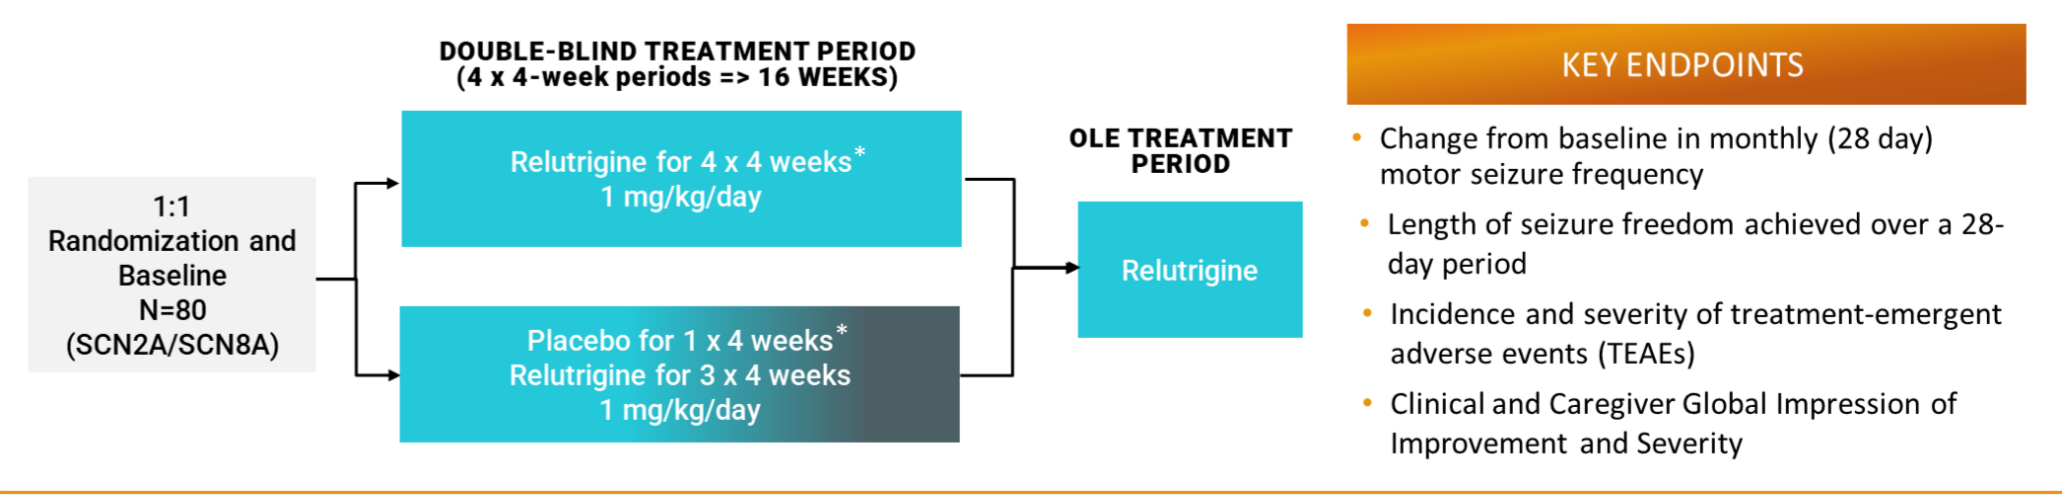 DOUBLE-BLIND TREATMENT PERIOD
(4 x 4-week periods => 16 WEEKS)
1:1
Randomization and
Baseline
N=80
(SCN2A/SCN8A)
Relutrigine for 4 x 4 weeks*
1 mg/kg/day
Placebo for 1 x 4 weeks*
Relutrigine for 3 x 4 weeks
1 mg/kg/day
OLE TREATMENT
PERIOD
Relutrigine
KEY ENDPOINTS
• Change from baseline in monthly (28 day)
motor seizure frequency
• Length of seizure freedom achieved over a 28-
day period
• Incidence and severity of treatment-emergent
adverse events (TEAEs)
• Clinical and Caregiver Global Impression of
Improvement and Severity